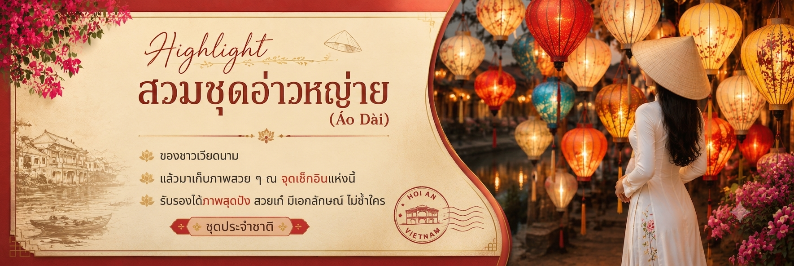 Highlight
สวมชุดอ่าวหญ่าย
(Áo Dài)
ของชาวเวียดนาม
แล้วมาเก็บภาพสวย ๆ ณ จุดเช็กอินแห่งนี้
รับรองได้ภาพสุดปัง สวยเก๋ มีเอกลักษณ์ ไม่ซ้ำใคร
ชุดประจำชาติ
HOI AN
VIETNAM